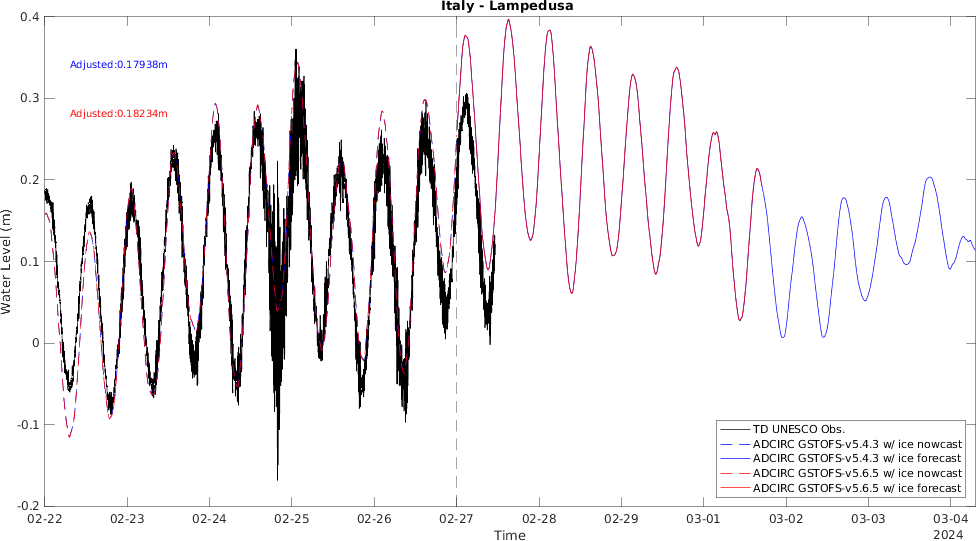 Italy - Lampedusa
Adjusted:0.17938m
Adjusted:0.18234m
Water Level (m)
0.4
0.3
0.2
0.1
0
-0.1
-0.2
TD UNESCO Obs.
ADCIRC GSTOFS-v5.4.3 w/ ice nowcast
ADCIRC GSTOFS-v5.4.3 w/ ice forecast
ADCIRC GSTOFS-v5.6.5 w/ ice nowcast
ADCIRC GSTOFS-v5.6.5 w/ ice forecast
02-22 02-23 02-24 02-25 02-26 02-27 02-28 02-29 03-01 03-02 03-03 03-04
2024
Time